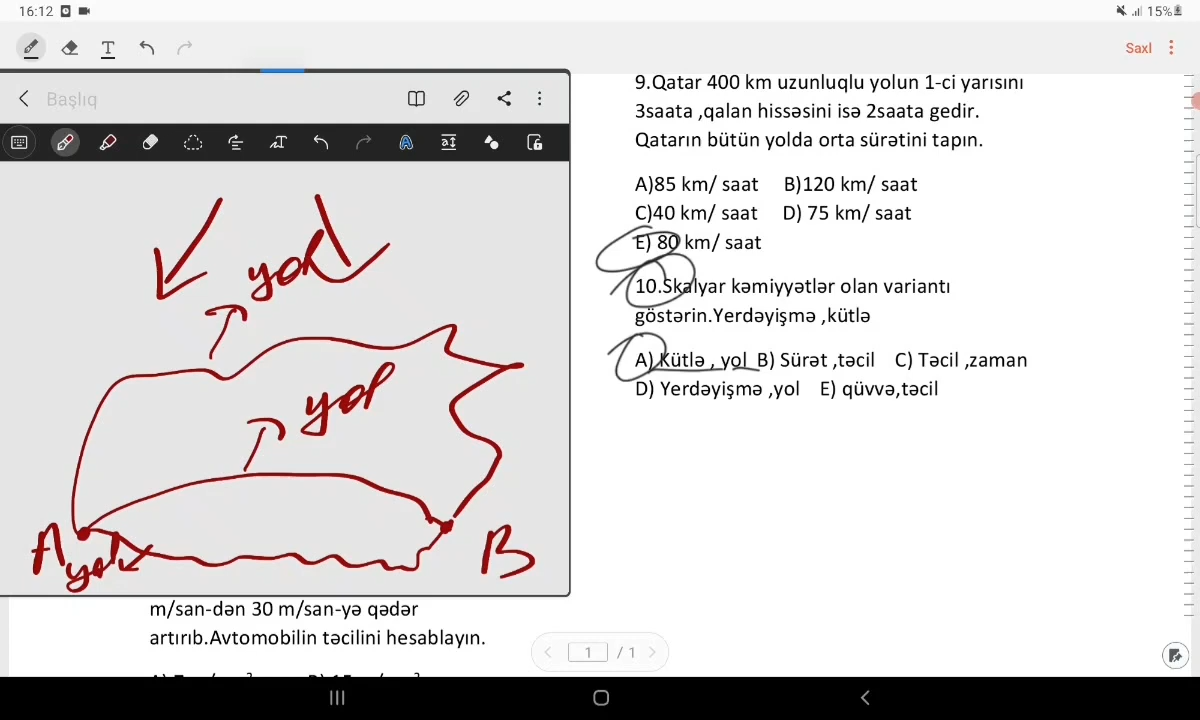 16:12
15%
Saxl
Başlıq
yol
yol
A
yol
B
9.Qatar 400 km uzunluqlu yolun 1-ci yarısını
3saata ,qalan hissəsini isə 2saata gedir.
Qatarın bütün yolda orta sürətini tapın.
A)85 km/ saat B)120 km/ saat
C)40 km/ saat D) 75 km/ saat
E) 80 km/ saat
10.Skalyar kəmiyyətlər olan variantı
göstərin.Yerdəyişmə ,kütlə
A) Kütlə , yol B) Sürət ,təcil C) Təcil ,zaman
D) Yerdəyişmə ,yol E) qüvvə,təcil
m/san-dən 30 m/san-yə qədər
artırıb.Avtomobilin təcilini hesablayın.
1 / 1